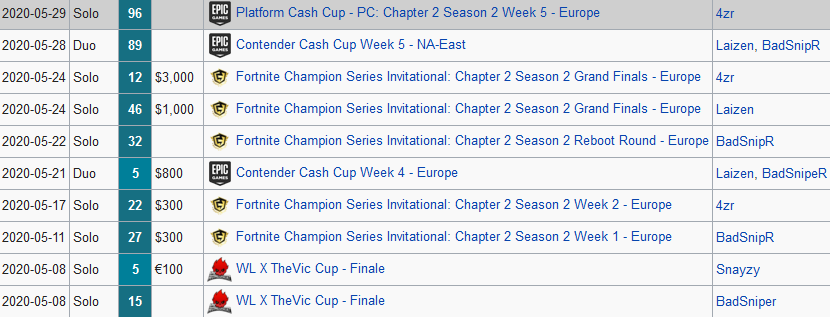 2020-05-29 Solo 96 EPIC GAMES Platform Cash Cup - PC: Chapter 2 Season 2 Week 5 - Europe 4zr
2020-05-28 Duo 89 EPIC GAMES Contender Cash Cup Week 5 - NA-East Laizen, BadSnipR
2020-05-24 Solo 12 $3,000 Fortnite Champion Series Invitational: Chapter 2 Season 2 Grand Finals - Europe 4zr
2020-05-24 Solo 46 $1,000 Fortnite Champion Series Invitational: Chapter 2 Season 2 Grand Finals - Europe Laizen
2020-05-22 Solo 32 Fortnite Champion Series Invitational: Chapter 2 Season 2 Reboot Round - Europe BadSnipR
2020-05-21 Duo 5 $800 EPIC GAMES Contender Cash Cup Week 4 - Europe Laizen, BadSnipeR
2020-05-17 Solo 22 $300 Fortnite Champion Series Invitational: Chapter 2 Season 2 Week 2 - Europe 4zr
2020-05-11 Solo 27 $300 Fortnite Champion Series Invitational: Chapter 2 Season 2 Week 1 - Europe BadSnipR
2020-05-08 Solo 5 €100 WL X TheVic Cup - Finale Snayzy
2020-05-08 Solo 15 WL X TheVic Cup - Finale BadSniper